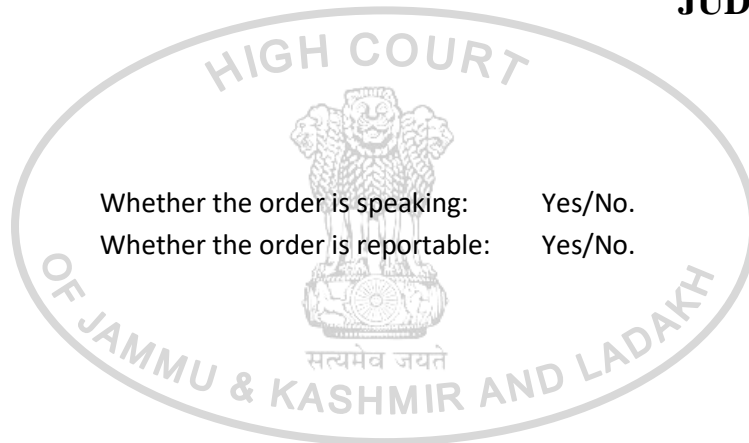 JUD
HIGH COURT
Whether the order is speaking: Yes/No.
Whether the order is reportable: Yes/No.
सत्यमेव जयते
OF JAMMU & KASHMIR AND LADAKH